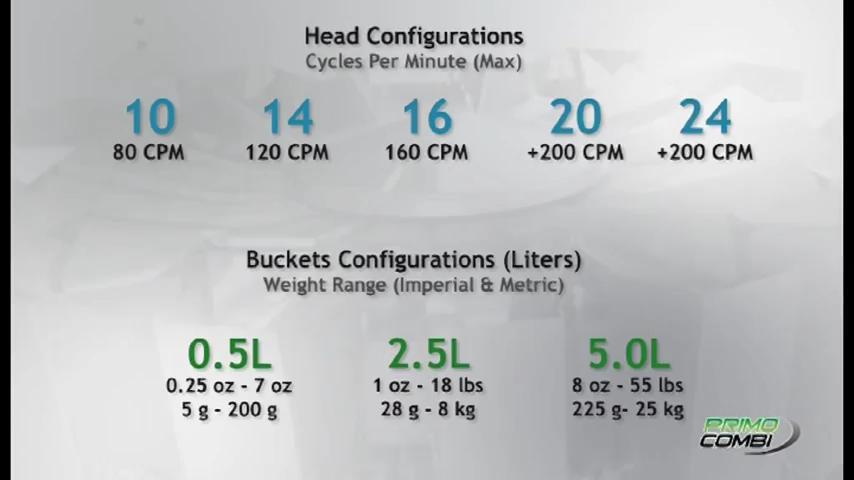 Head Configurations
Cycles Per Minute (Max)
10 14 16 20 24
80 CPM 120 CPM 160 CPM +200 CPM +200 CPM
Buckets Configurations (Liters)
Weight Range (Imperial & Metric)
0.5L 2.5L 5.0L
0.25 oz - 7 oz 1 oz - 18 lbs 8 oz - 55 lbs
5 g - 200 g 28 g - 8 kg 225 g- 25 kg
PRIMO
COMBI